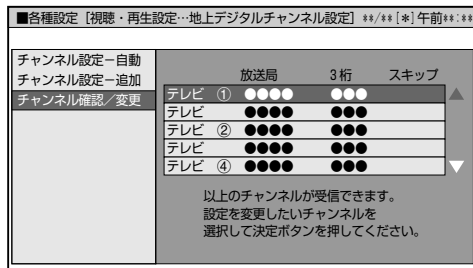 ■各種設定［視聴・再生設定…地上デジタルチャンネル設定］ **/**[*]午前**:**
チャンネル設定－自動
チャンネル設定－追加
チャンネル確認／変更
放送局 3桁 スキップ
テレビ ① ●●●● ●●●
テレビ ●●●● ●●●
テレビ ② ●●●● ●●●
テレビ ●●●● ●●●
テレビ ④ ●●●● ●●●
以上のチャンネルが受信できます。
設定を変更したいチャンネルを
選択して決定ボタンを押してください。